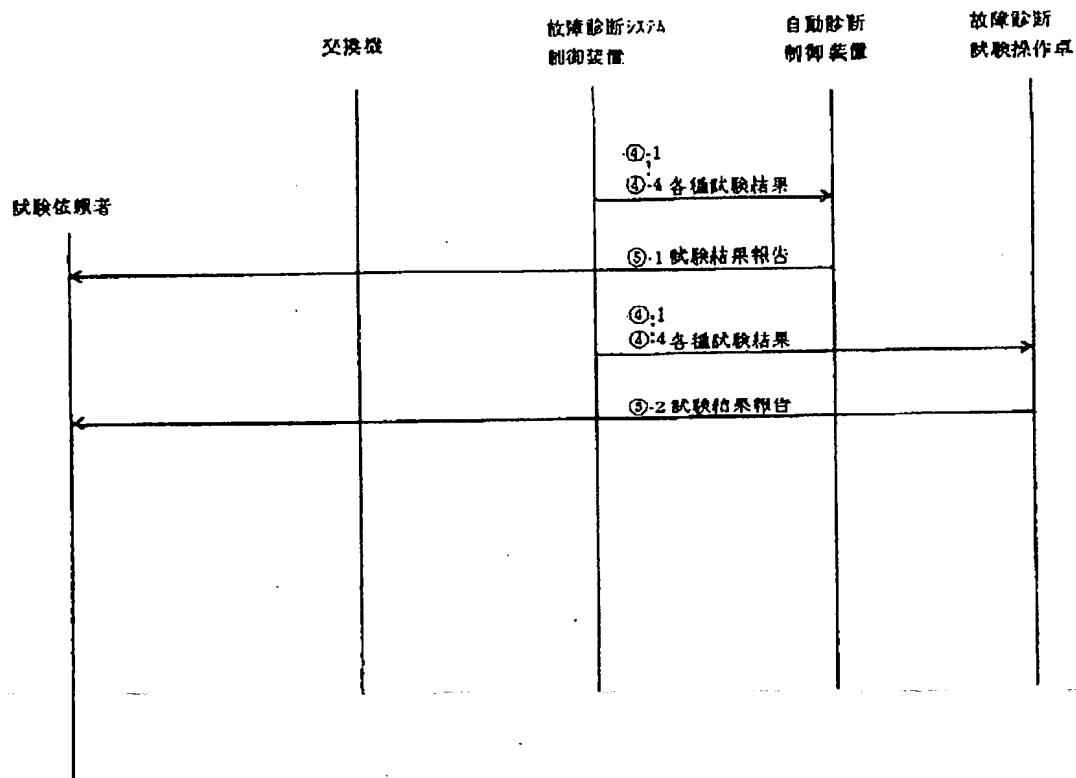 交換機
故障診断システム
制御装置
自動診断
制御装置
故障診断
試験操作卓
試験依頼者
④-1
④-4 各種試験結果
⑤-1 試験結果報告
④-1
④-4 各種試験結果
⑤-2 試験結果報告